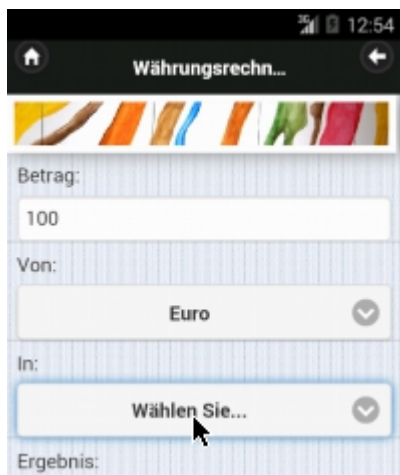 12:54
Währungsrechn...
Betrag:
100
Von:
Euro
In:
Wählen Sie...
Ergebnis: